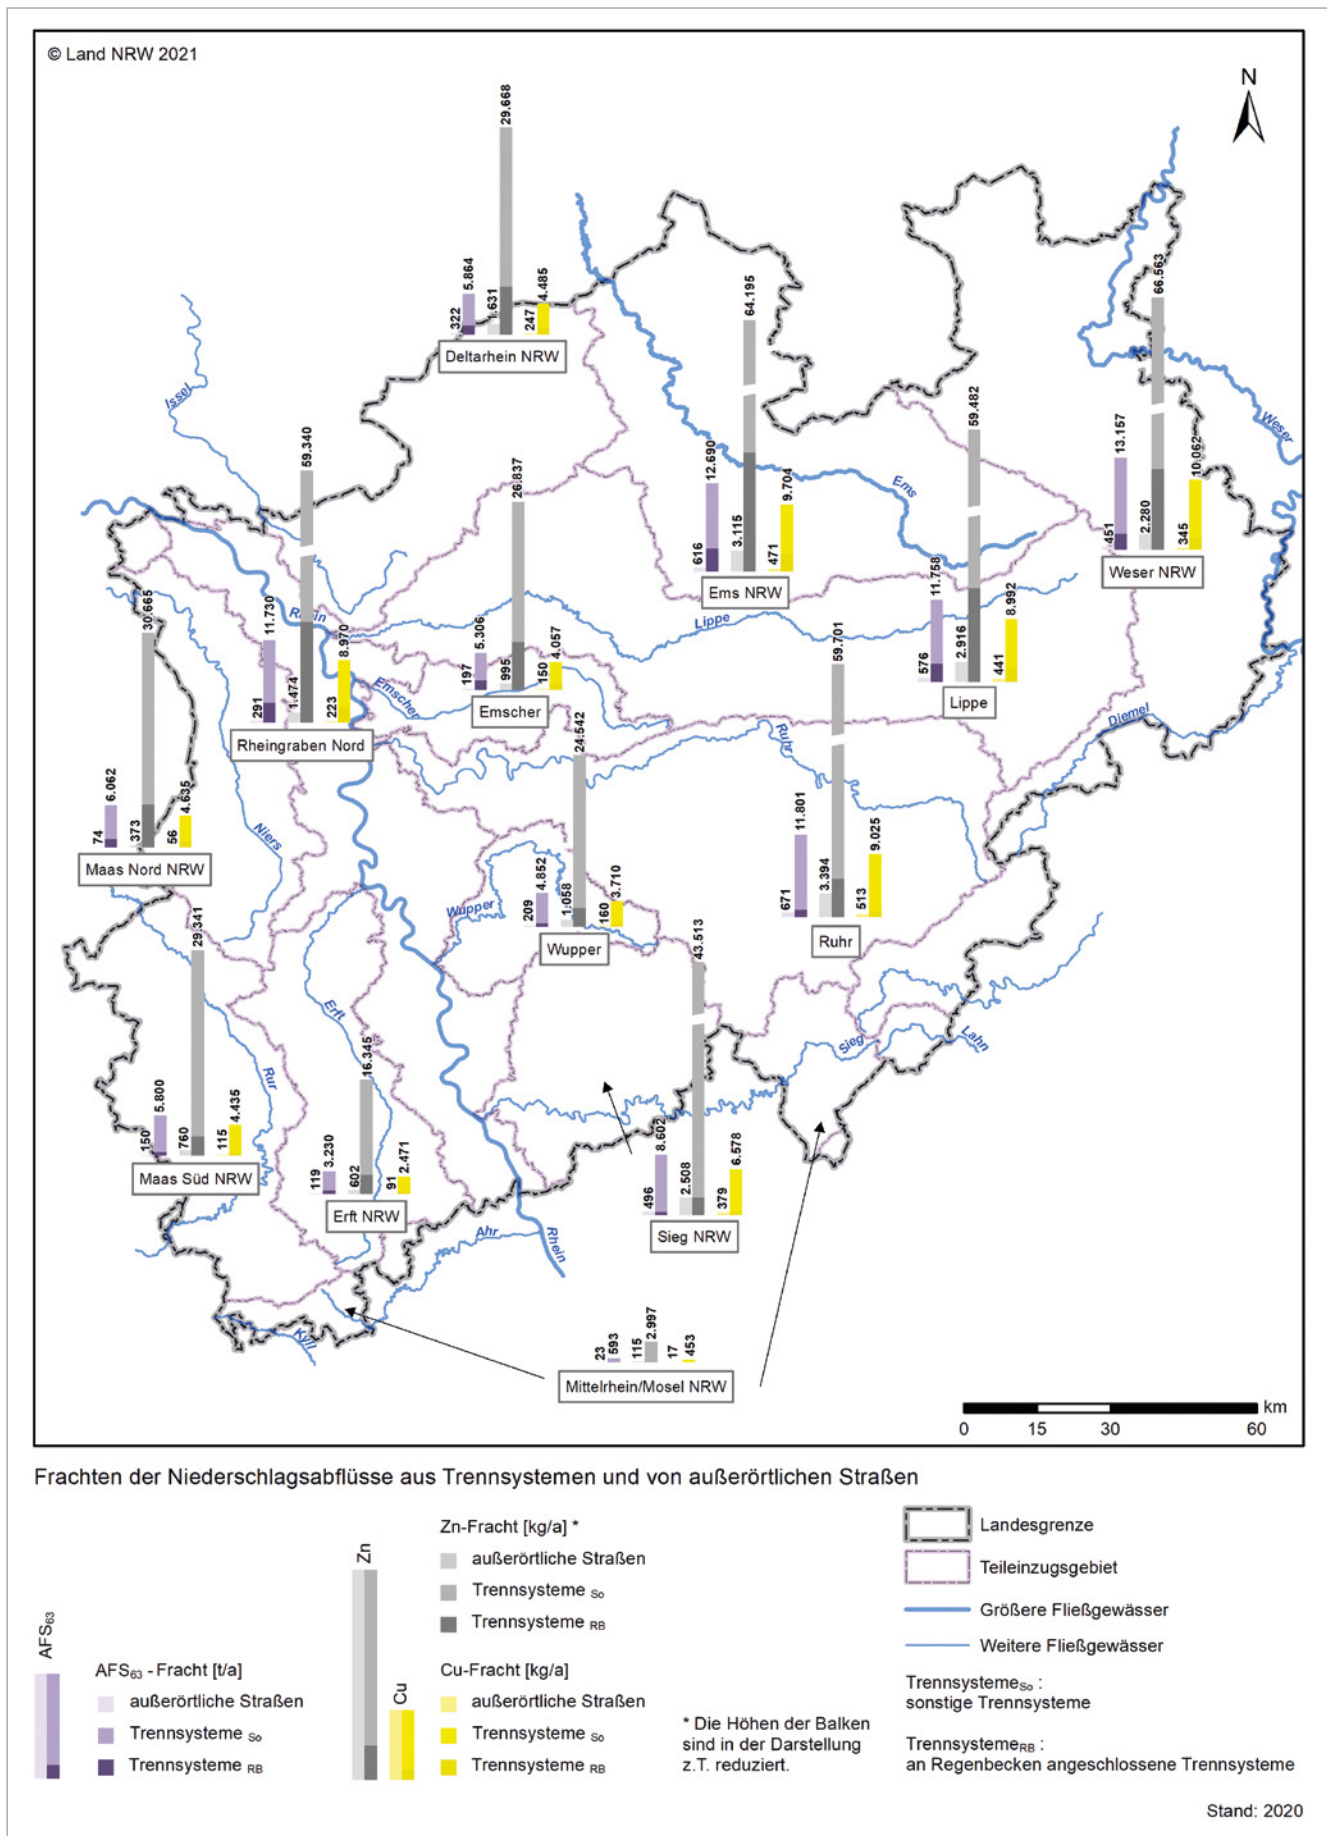 © Land NRW 2021
N
29.668
322
5.864
1.631
247
4.485
Deltarhein NRW
Issel
64.195
616
12.690
3.115
471
9.704
Ems NRW
Ems
66.563
451
13.157
2.280
345
10.062
Weser NRW
Weser
59.340
291
11.730
1.474
223
8.970
Rheingraben Nord
Rhein
26.837
197
5.306
995
150
4.057
Emscher
Emscher
59.482
576
11.758
2.916
441
8.992
Lippe
Lippe
Diemel
30.665
74
6.062
373
56
4.635
Maas Nord NRW
Niers
24.542
209
4.852
1.058
160
3.710
Wupper
Wupper
59.701
671
11.801
3.394
513
9.025
Ruhr
Ruhr
29.341
150
5.800
760
115
4.435
Maas Süd NRW
Rur
16.345
119
3.230
602
91
2.471
Erft NRW
Erft
43.513
496
8.602
2.508
379
6.578
Sieg NRW
Sieg
Lahn
Ahr
Rhein
Kyll
23
593
115
2.997
17
453
Mittelrhein/Mosel NRW
km
0 15 30 60
Frachten der Niederschlagsabflüsse aus Trennsystemen und von außerörtlichen Straßen
AFS63
AFS63 - Fracht [t/a]
außerörtliche Straßen
Trennsysteme So
Trennsysteme RB
Zn
Cu
Zn-Fracht [kg/a] *
außerörtliche Straßen
Trennsysteme So
Trennsysteme RB
Cu-Fracht [kg/a]
außerörtliche Straßen
Trennsysteme So
Trennsysteme RB
* Die Höhen der Balken
sind in der Darstellung
z.T. reduziert.
Landesgrenze
Teileinzugsgebiet
Größere Fließgewässer
Weitere Fließgewässer
TrennsystemeSo :
sonstige Trennsysteme
TrennsystemeRB :
an Regenbecken angeschlossene Trennsysteme
Stand: 2020